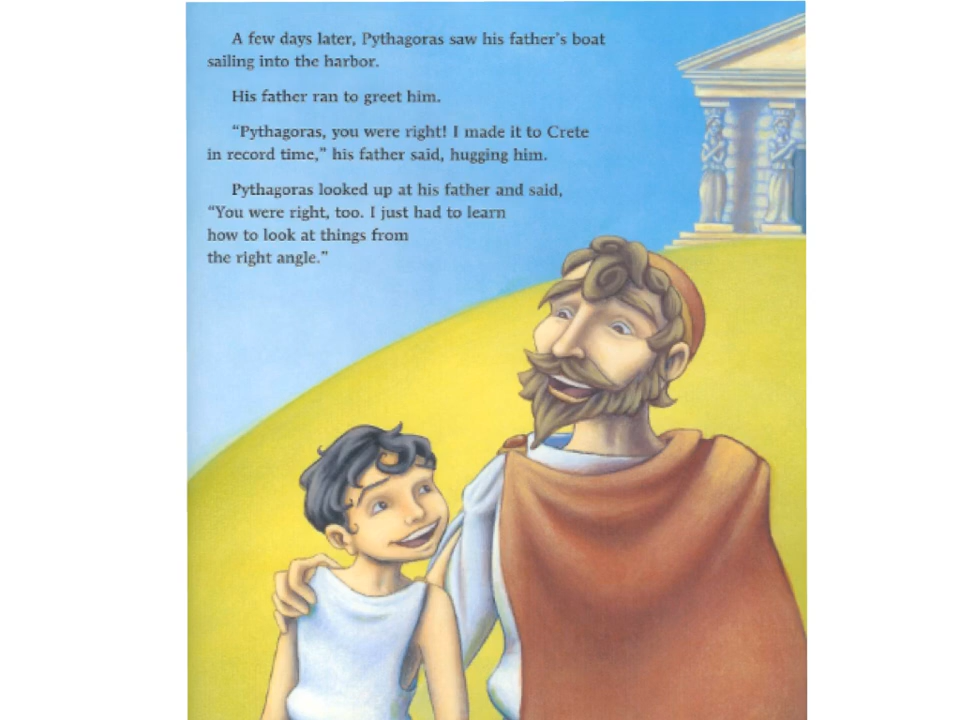 A few days later, Pythagoras saw his father's boat
sailing into the harbor.
His father ran to greet him.
“Pythagoras, you were right! I made it to Crete
in record time,” his father said, hugging him.
Pythagoras looked up at his father and said,
“You were right, too. I just had to learn
how to look at things from
the right angle.”